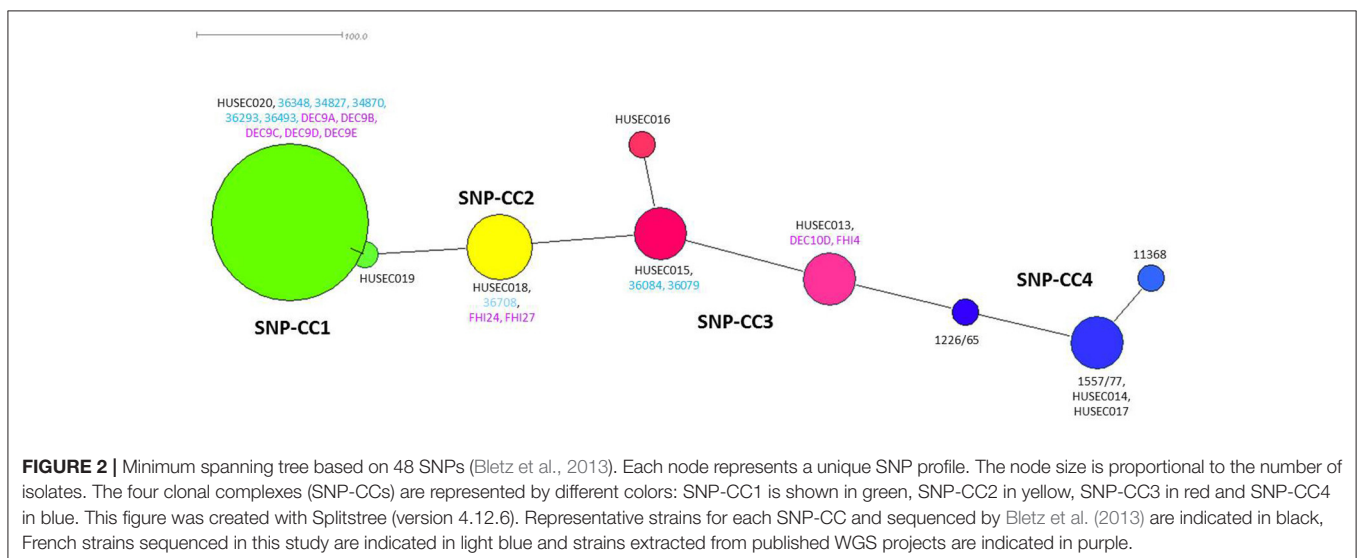 100.0
HUSEC020, 36348, 34827, 34870,
36293, 36493, DEC9A, DEC9B,
DEC9C, DEC9D, DEC9E
SNP-CC1
HUSEC019
SNP-CC2
HUSEC018,
36708,
FHI24, FHI27
HUSEC016
HUSEC015,
36084, 36079
SNP-CC3
HUSEC013,
DEC10D, FHI4
1226/65
SNP-CC4
11368
1557/77,
HUSEC014,
HUSEC017
FIGURE 2 | Minimum spanning tree based on 48 SNPs (Bletz et al., 2013). Each node represents a unique SNP profile. The node size is proportional to the number of
isolates. The four clonal complexes (SNP-CCs) are represented by different colors: SNP-CC1 is shown in green, SNP-CC2 in yellow, SNP-CC3 in red and SNP-CC4
in blue. This figure was created with Splitstree (version 4.12.6). Representative strains for each SNP-CC and sequenced by Bletz et al. (2013) are indicated in black,
French strains sequenced in this study are indicated in light blue and strains extracted from published WGS projects are indicated in purple.